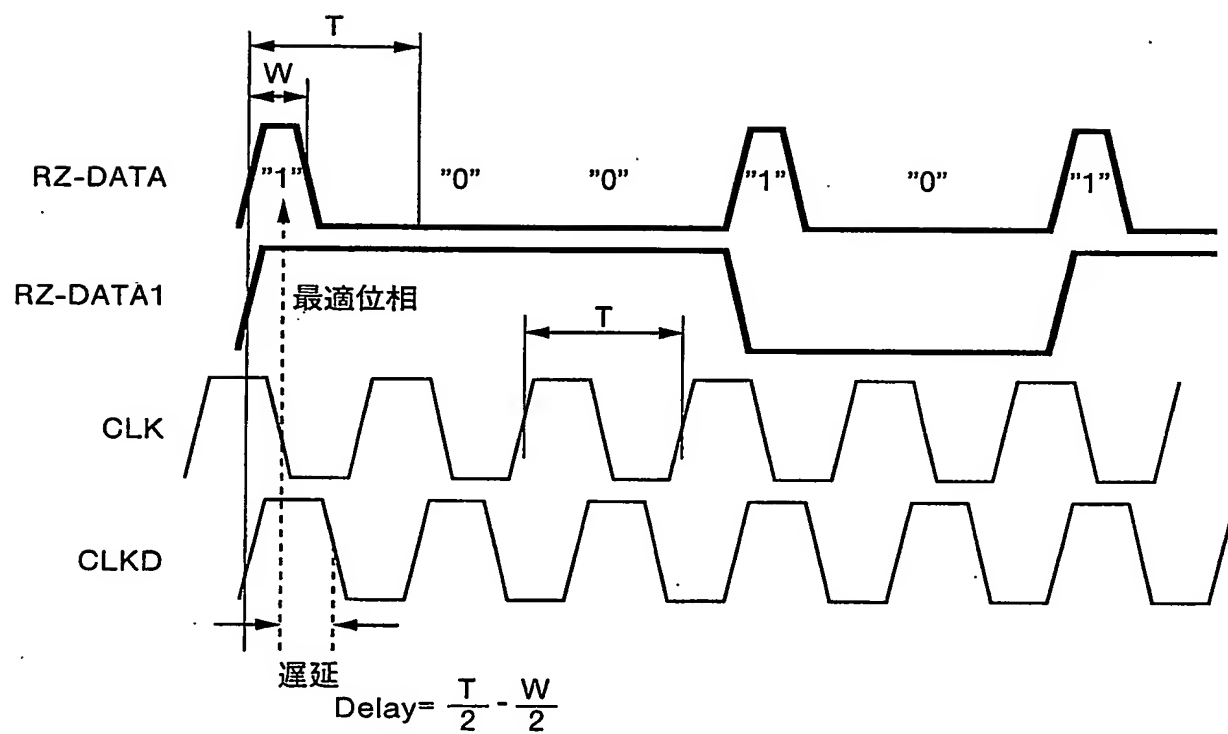 T
W
RZ-DATA
"1"
"0"
"0"
"1"
"0"
"1"
RZ-DATA1
最適位相
T
CLK
CLKD
遅延
Delay= T/2 - W/2